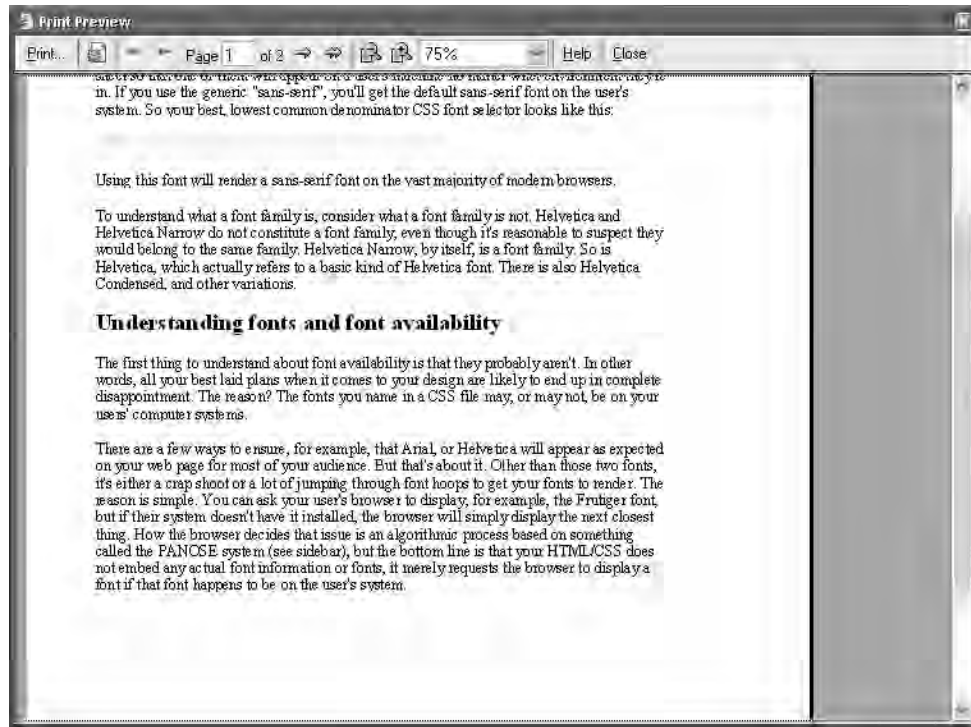 Print Preview
Print... Page 1 of 3 75% Help Close
in. If you use the generic "sans-serif", you'll get the default sans-serif font on the user's
system. So your best, lowest common denominator CSS font selector looks like this:
Using this font will render a sans-serif font on the vast majority of modern browsers.
To understand what a font family is, consider what a font family is not. Helvetica and
Helvetica Narrow do not constitute a font family, even though it's reasonable to suspect they
would belong to the same family. Helvetica Narrow, by itself, is a font family. So is
Helvetica, which actually refers to a basic kind of Helvetica font. There is also Helvetica
Condensed, and other variations.
Understanding fonts and font availability
The first thing to understand about font availability is that they probably aren't. In other
words, all your best laid plans when it comes to your design are likely to end up in complete
disappointment. The reason? The fonts you name in a CSS file may, or may not, be on your
users' computer systems.
There are a few ways to ensure, for example, that Arial, or Helvetica will appear as expected
on your web page for most of your audience. But that's about it. Other than those two fonts,
it's either a crap shoot or a lot of jumping through font hoops to get your fonts to render. The
reason is simple. You can ask your user's browser to display, for example, the Frutiger font,
but if their system doesn't have it installed, the browser will simply display the next closest
thing. How the browser decides that issue is an algorithmic process based on something
called the PANOSE system (see sidebar), but the bottom line is that your HTML/CSS does
not embed any actual font information or fonts, it merely requests the browser to display a
font if that font happens to be on the user's system.